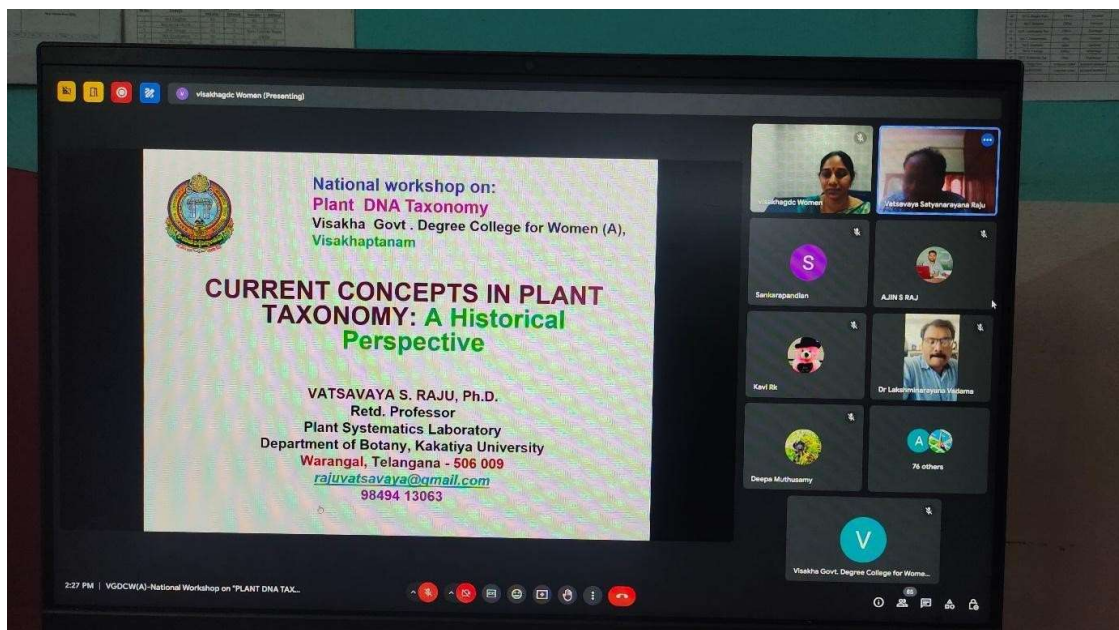 visakhagdc Women (Presenting)
National workshop on:
Plant DNA Taxonomy
Visakha Govt . Degree College for Women (A),
Visakhaptanam
CURRENT CONCEPTS IN PLANT
TAXONOMY: A Historical
Perspective
VATSAVAYA S. RAJU, Ph.D.
Retd. Professor
Plant Systematics Laboratory
Department of Botany, Kakatiya University
Warangal, Telangana - 506 009
rajuvatsavaya@gmail.com
98494 13063
visakhagdc Women
Vatsavaya Satyanarayana Raju
S
Sankarapandian
AJIN S RAJ
Kavi Rk
Dr Lakshminarayana Vadama
Deepa Muthusamy
A
76 others
V
Visakha Govt. Degree College for Wome...
2:27 PM | VGDCW(A)-National Workshop on "PLANT DNA TAX...
85